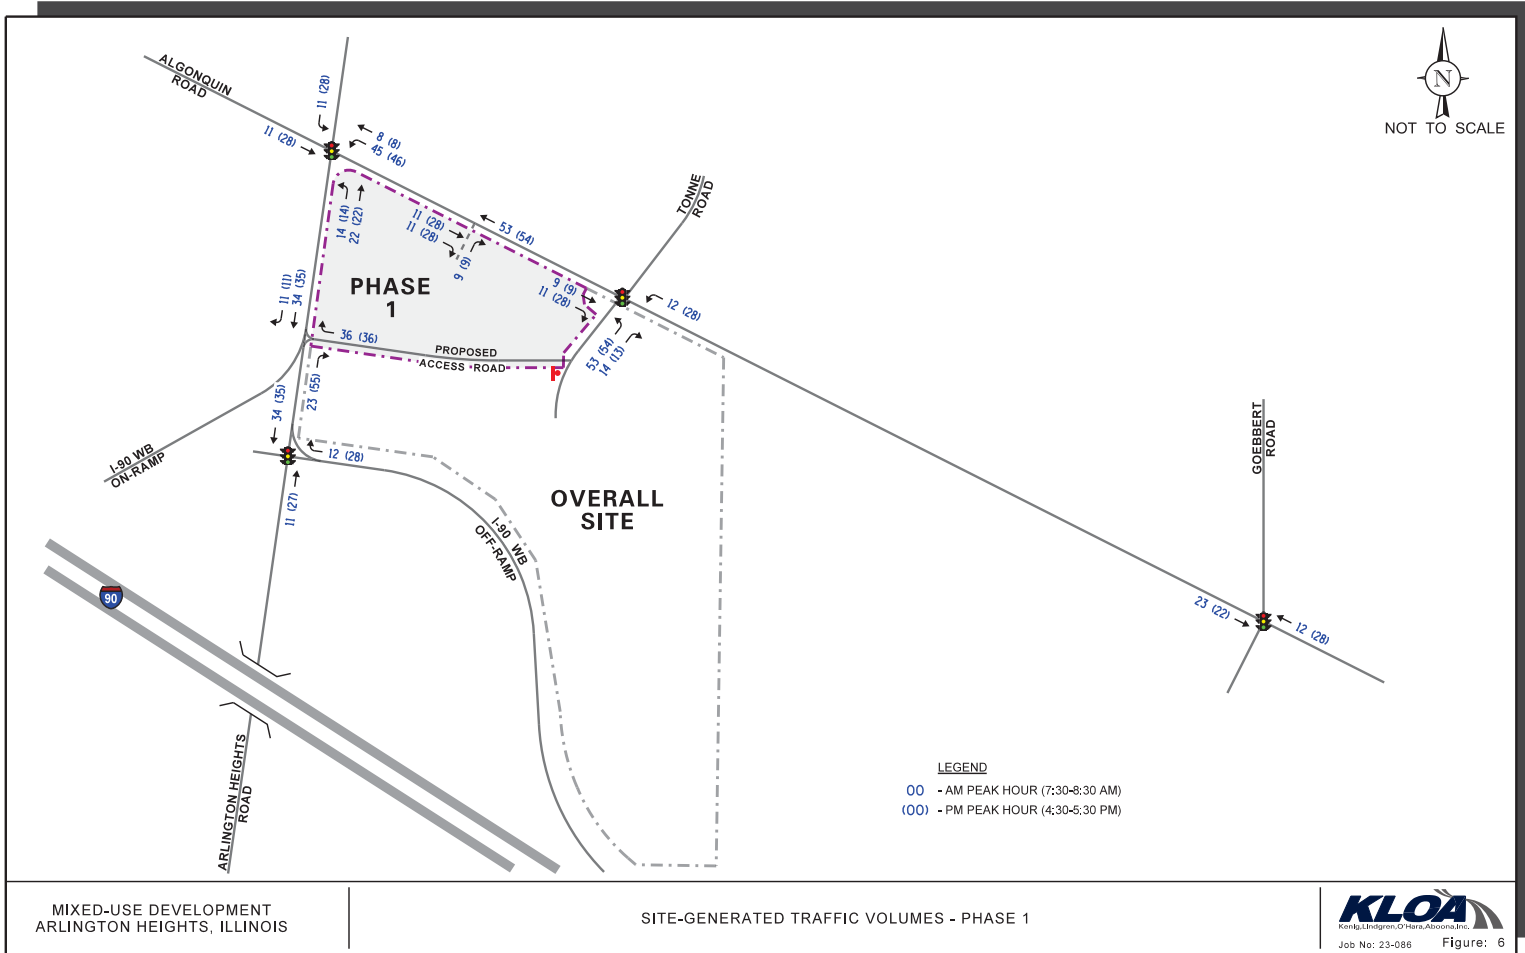 ALGONQUIN
ROAD
11 (28)
11 (28)
8 (8)
45 (46)
N
NOT TO SCALE
TONNE
ROAD
14 (14)
22 (22)
11 (28)
11 (28)
9 (9)
53 (54)
PHASE
1
9 (9)
11 (28)
12 (28)
11 (11)
34 (35)
36 (36)
PROPOSED
ACCESS ROAD
53 (54)
14 (13)
23 (55)
34 (35)
I-90 WB
ON-RAMP
12 (28)
11 (27)
OVERALL
SITE
I-90 WB
OFF-RAMP
GOEBBERT
ROAD
90
23 (22)
12 (28)
ARLINGTON HEIGHTS
ROAD
LEGEND
00 - AM PEAK HOUR (7:30-8:30 AM)
(00) - PM PEAK HOUR (4:30-5:30 PM)
MIXED-USE DEVELOPMENT
ARLINGTON HEIGHTS, ILLINOIS
SITE-GENERATED TRAFFIC VOLUMES - PHASE 1
KLOA
Kenig,Lindgren,O'Hara,Aboona,Inc.
Job No: 23-086 Figure: 6